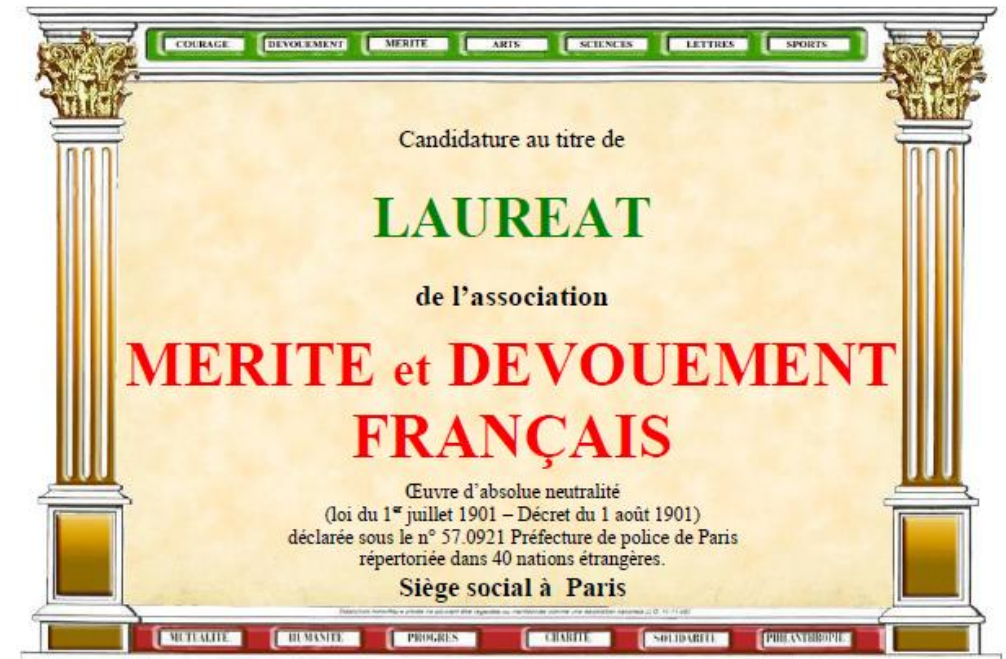 COURAGE DEVOUEMENT MERITE ARTS SCIENCES LETTRES SPORTS
Candidature au titre de
LAUREAT
de l’association
MERITE et DEVOUEMENT
FRANÇAIS
Œuvre d’absolue neutralité
(loi du 1er juillet 1901 – Décret du 1 août 1901)
déclarée sous le n° 57.0921 Préfecture de police de Paris
répertoriée dans 40 nations étrangères.
Siège social à Paris
MUTUALITE HUMANITE PROGRES CHARITE SOLIDARITE PHILANTHROPIE